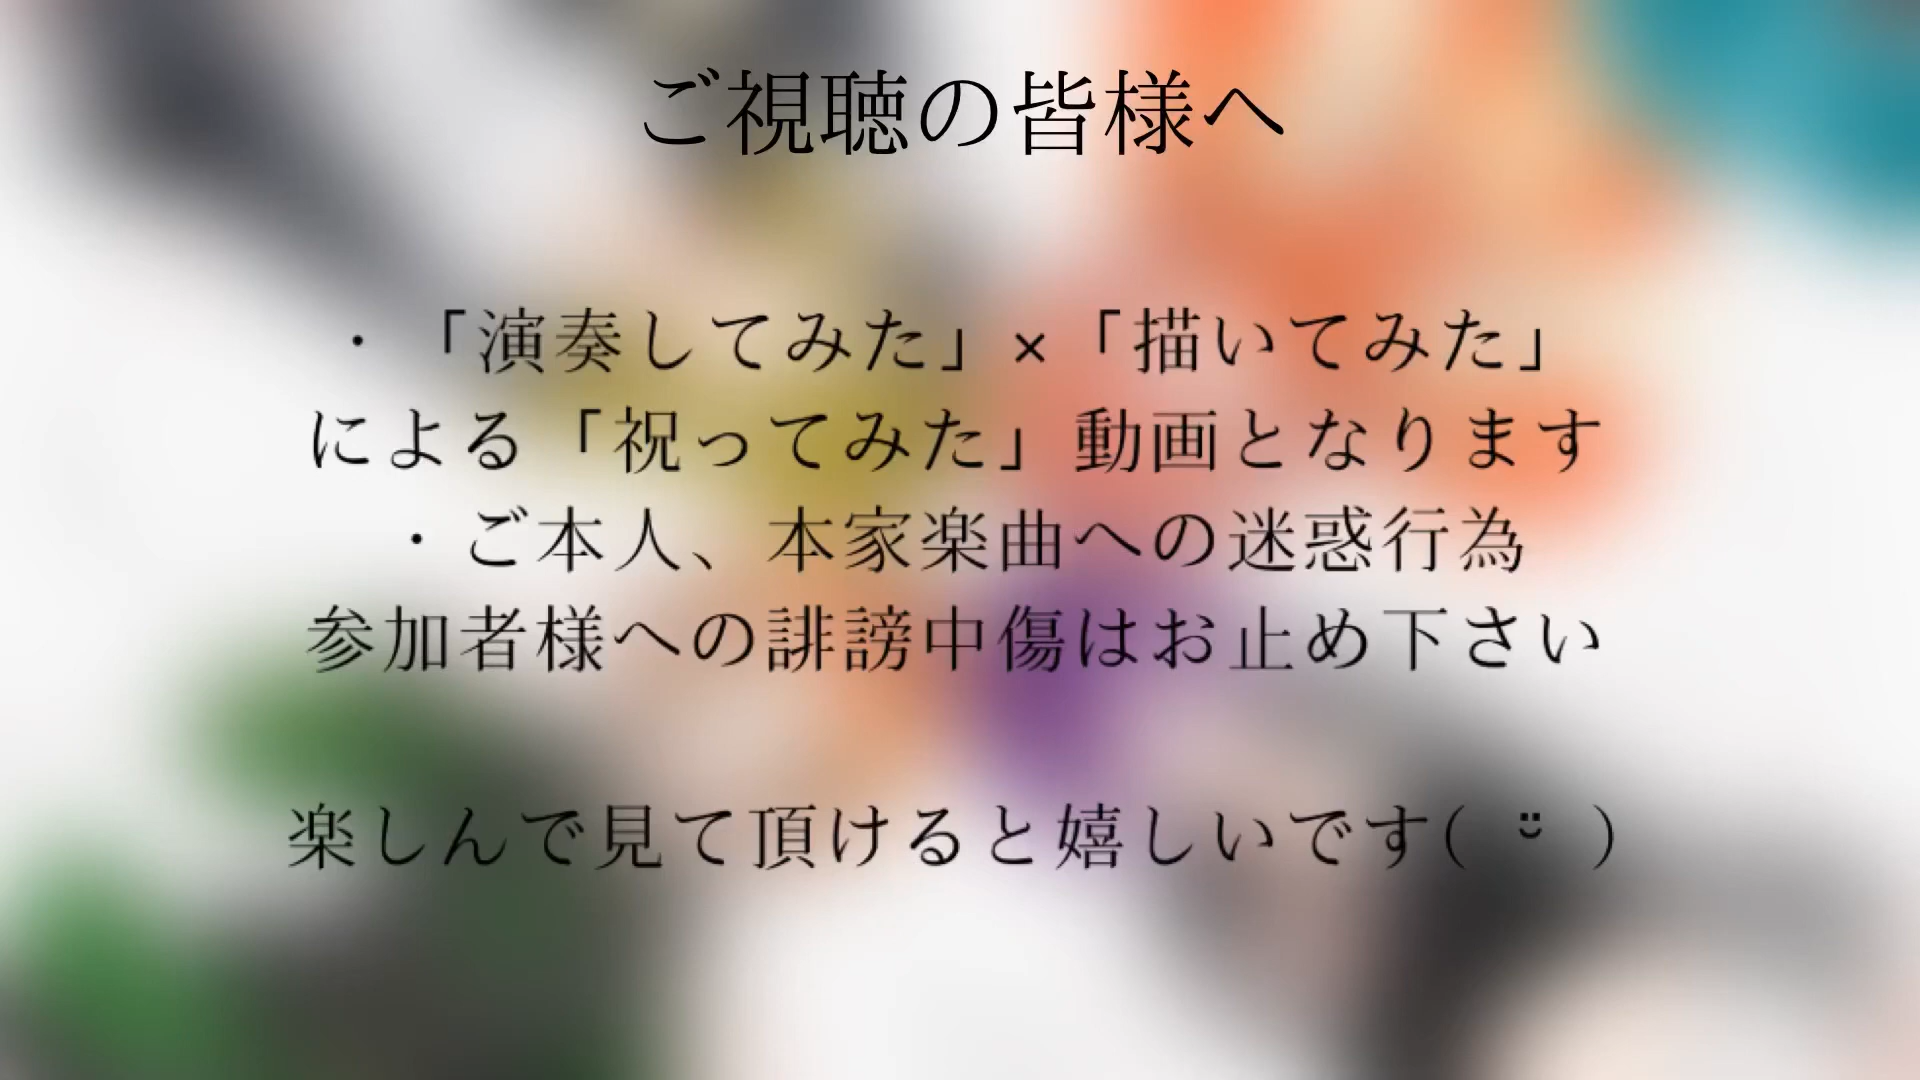 ご視聴の皆様へ
・「演奏してみた」×「描いてみた」
による「祝ってみた」動画となります
・ご本人、本家楽曲への迷惑行為
参加者様への誹謗中傷はお止め下さい
楽しんで見て頂けると嬉しいです( ¨̮ )